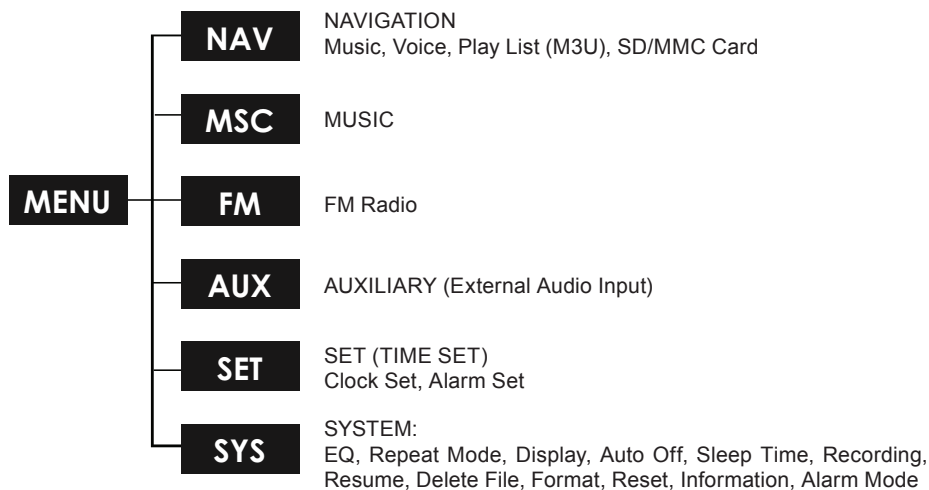 NAV
NAVIGATION
Music, Voice, Play List (M3U), SD/MMC Card
MSC
MUSIC
MENU
FM
FM Radio
AUX
AUXILIARY (External Audio Input)
SET
SET (TIME SET)
Clock Set, Alarm Set
SYS
SYSTEM:
EQ, Repeat Mode, Display, Auto Off, Sleep Time, Recording,
Resume, Delete File, Format, Reset, Information, Alarm Mode